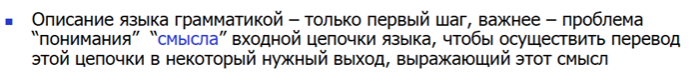 ▪ Описание языка грамматикой – только первый шаг, важнее – проблема
“понимания” “смысла” входной цепочки языка, чтобы осуществить перевод
этой цепочки в некоторый нужный выход, выражающий этот смысл